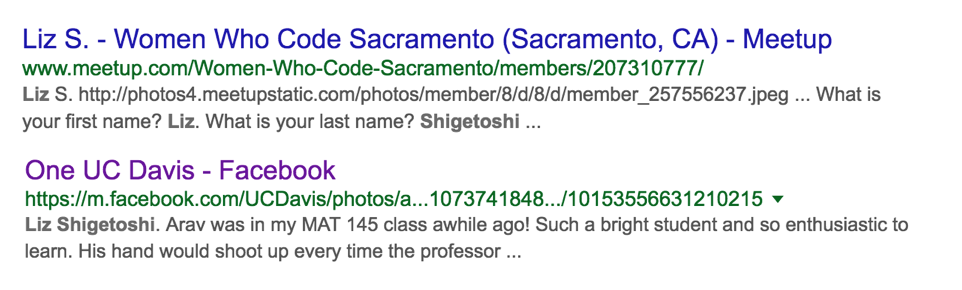 Liz S. - Women Who Code Sacramento (Sacramento, CA) - Meetup
www.meetup.com/Women-Who-Code-Sacramento/members/207310777/
Liz S. http://photos4.meetupstatic.com/photos/member/8/d/8/d/member_257556237.jpeg ... What is
your first name? Liz. What is your last name? Shigetoshi ...
One UC Davis - Facebook
https://m.facebook.com/UCDavis/photos/a...1073741848.../10153556631210215
Liz Shigetoshi. Arav was in my MAT 145 class awhile ago! Such a bright student and so enthusiastic to
learn. His hand would shoot up every time the professor ...